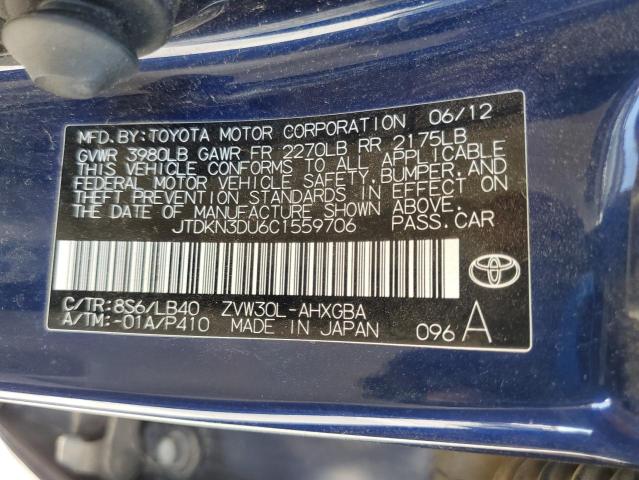 MFD.BY:TOYOTA MOTOR CORPORATION 06/12
GVWR 3980LB GAWR FR 2270LB RR 2175LB
THIS VEHICLE CONFORMS TO ALL APPLICABLE
FEDERAL MOTOR VEHICLE SAFETY,BUMPER,AND
THEFT PREVENTION STANDARDS IN EFFECT ON
THE DATE OF MANUFACTURE SHOWN ABOVE.
JTDKN3DU6C1559706 PASS.CAR
C/TR:8S6/LB40 ZVW30L-AHXGBA
A/TM:-01A/P410 MADE IN JAPAN 096 A